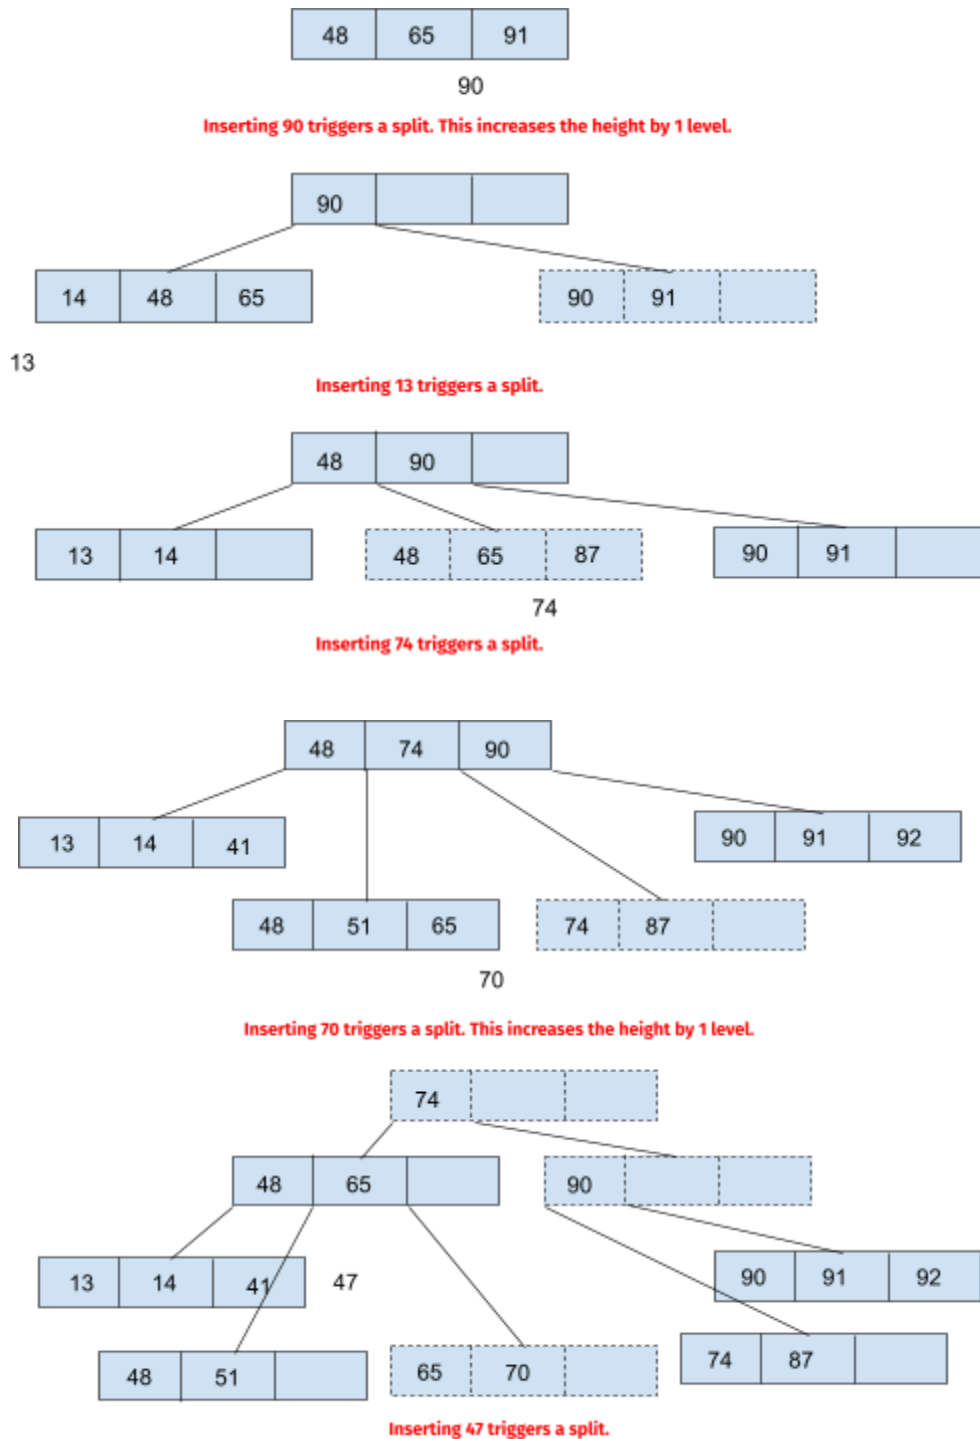 48 65 91
90
Inserting 90 triggers a split. This increases the height by 1 level.
90
14 48 65
90 91
13
Inserting 13 triggers a split.
48 90
13 14
48 65 87
90 91
74
Inserting 74 triggers a split.
48 74 90
13 14 41
90 91 92
48 51 65
74 87
70
Inserting 70 triggers a split. This increases the height by 1 level.
74
48 65
90
13 14 41
47
90 91 92
48 51
65 70
74 87
Inserting 47 triggers a split.